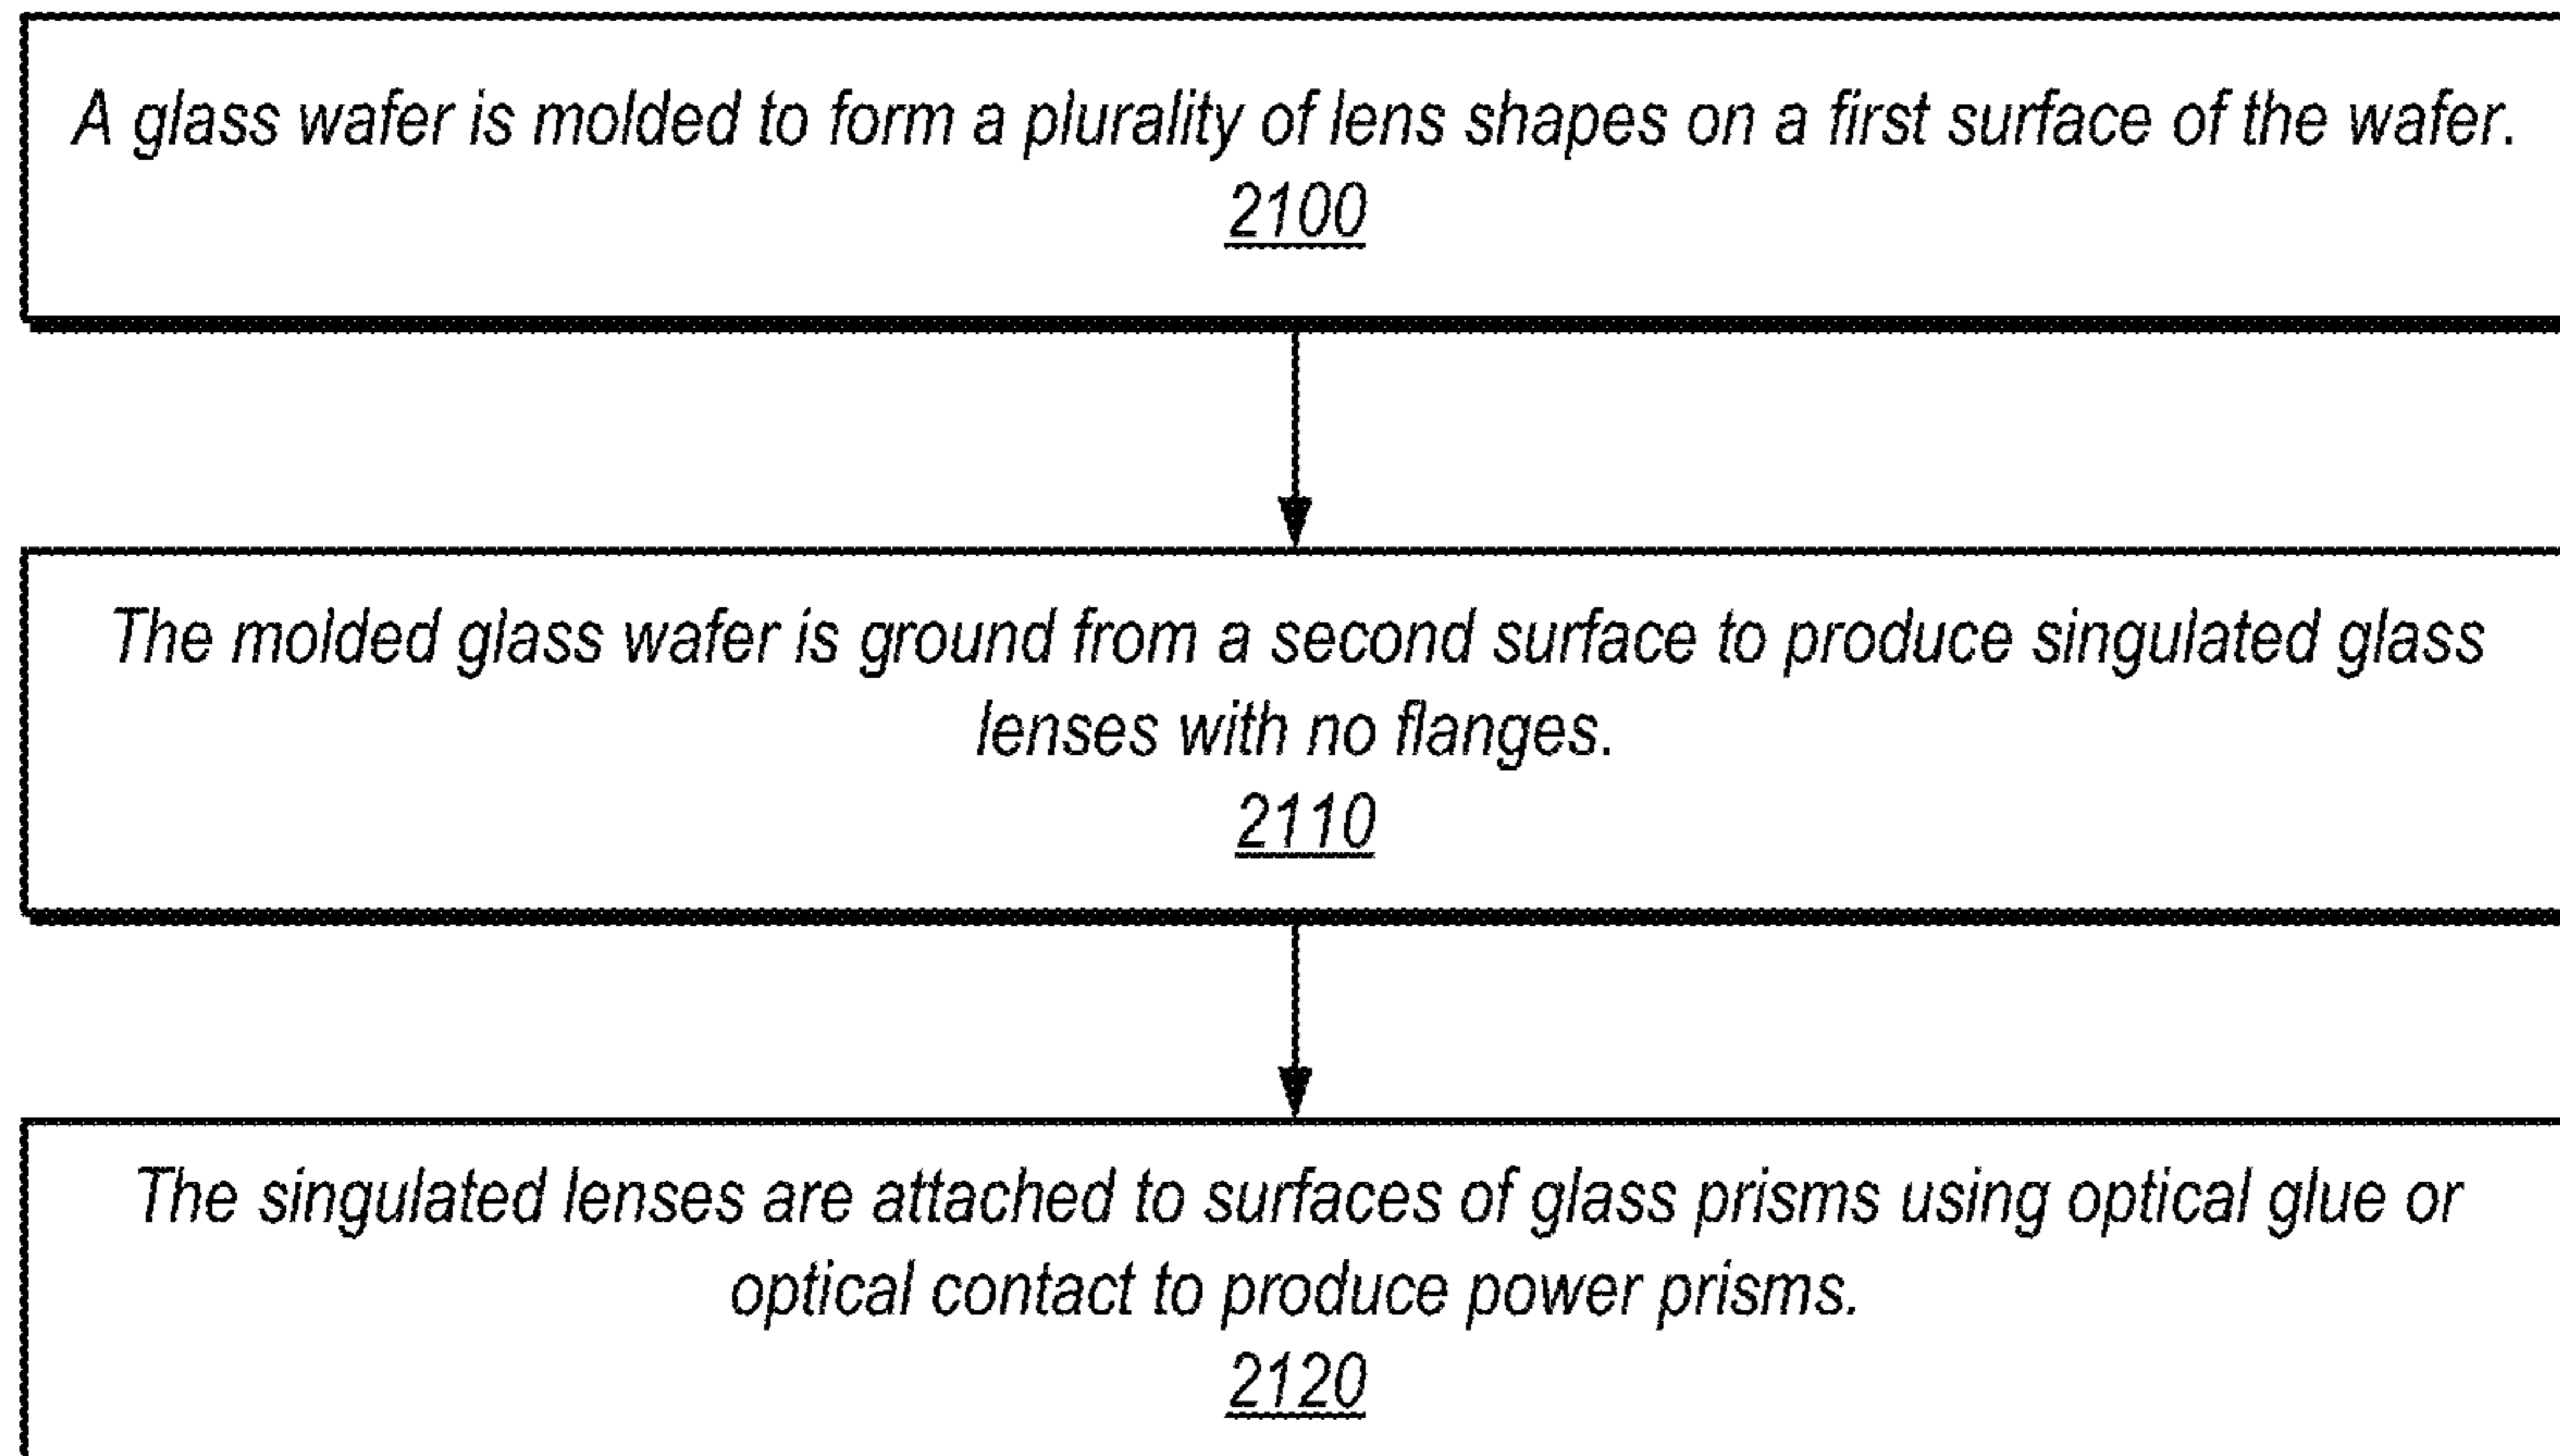 A glass wafer is molded to form a plurality of lens shapes on a first surface of the wafer.
2100
The molded glass wafer is ground from a second surface to produce singulated glass
lenses with no flanges.
2110
The singulated lenses are attached to surfaces of glass prisms using optical glue or
optical contact to produce power prisms.
2120